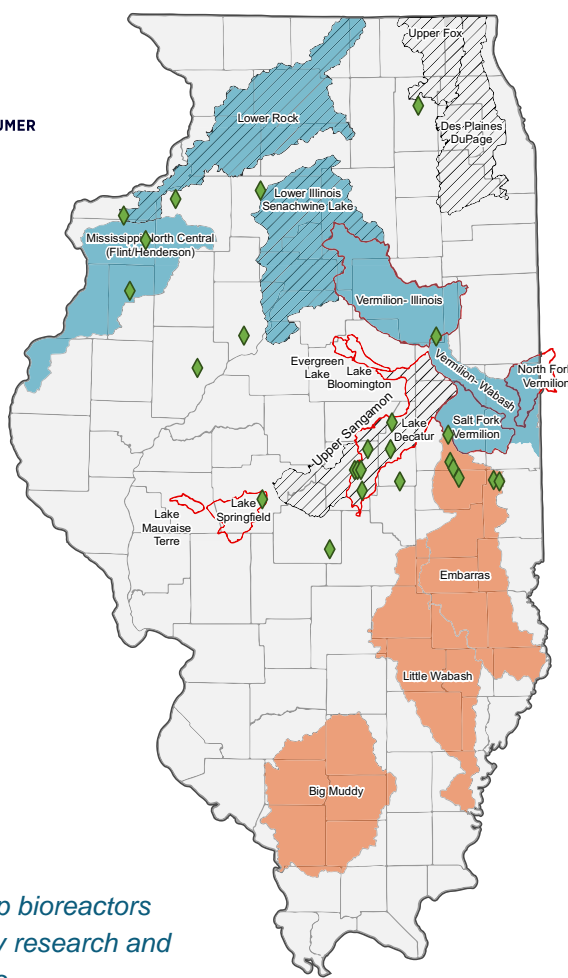 Upper Fox
UMER
Des Plaines
DuPage
Lower Rock
Lower Illinois
Senachwine Lake
Mississippi North Central
(Flint/Henderson)
Vermilion- Illinois
Evergreen
Lake
Lake
Bloomington
Vermilion- Wabash
North Fork
Vermilion
Upper Sangamon
Lake
Decatur
Salt Fork
Vermilion
Lake
Springfield
Lake
Mauvaise
Terre
Embarras
Little Wabash
Big Muddy
p bioreactors
y research and